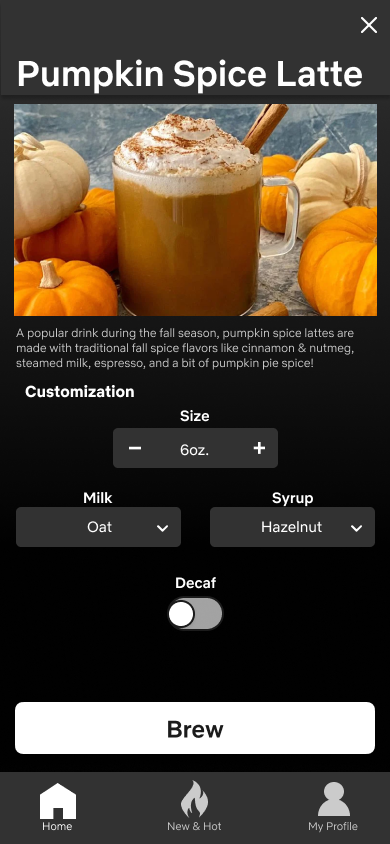 Pumpkin Spice Latte
A popular drink during the fall season, pumpkin spice lattes are
made with traditional fall spice flavors like cinnamon & nutmeg,
steamed milk, espresso, and a bit of pumpkin pie spice!
Customization
Size
6oz.
Milk
Syrup
Oat
Hazelnut
Decaf
Brew
Home
New & Hot
My Profile